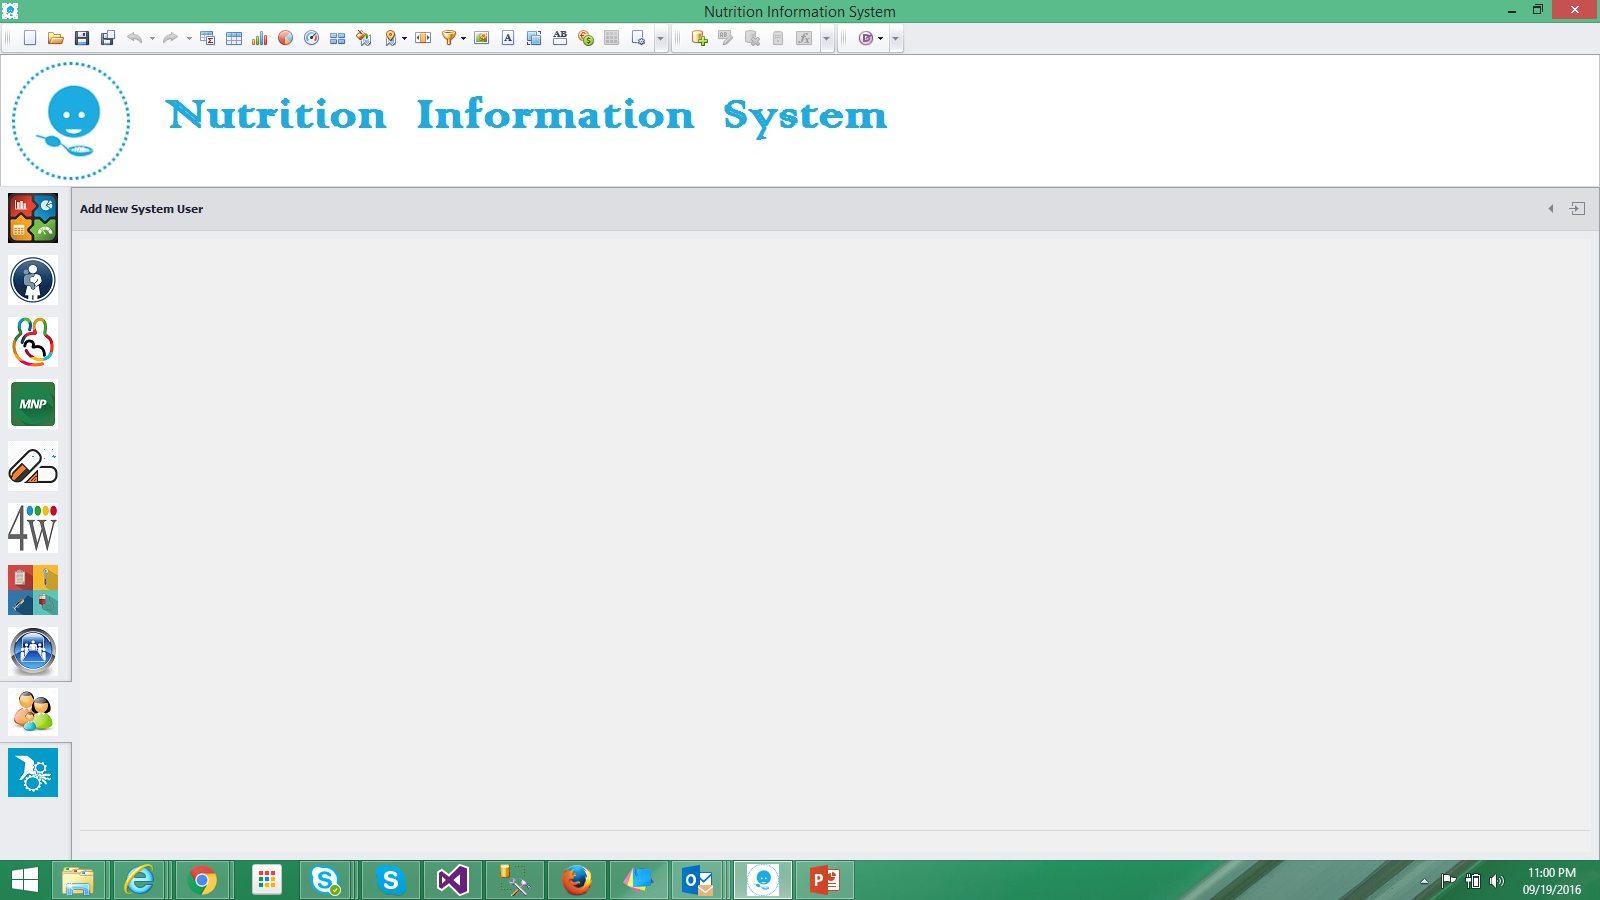 Nutrition Information System
Nutrition Information System
Add New System User
MNP
4W
11:00 PM
09/19/2016